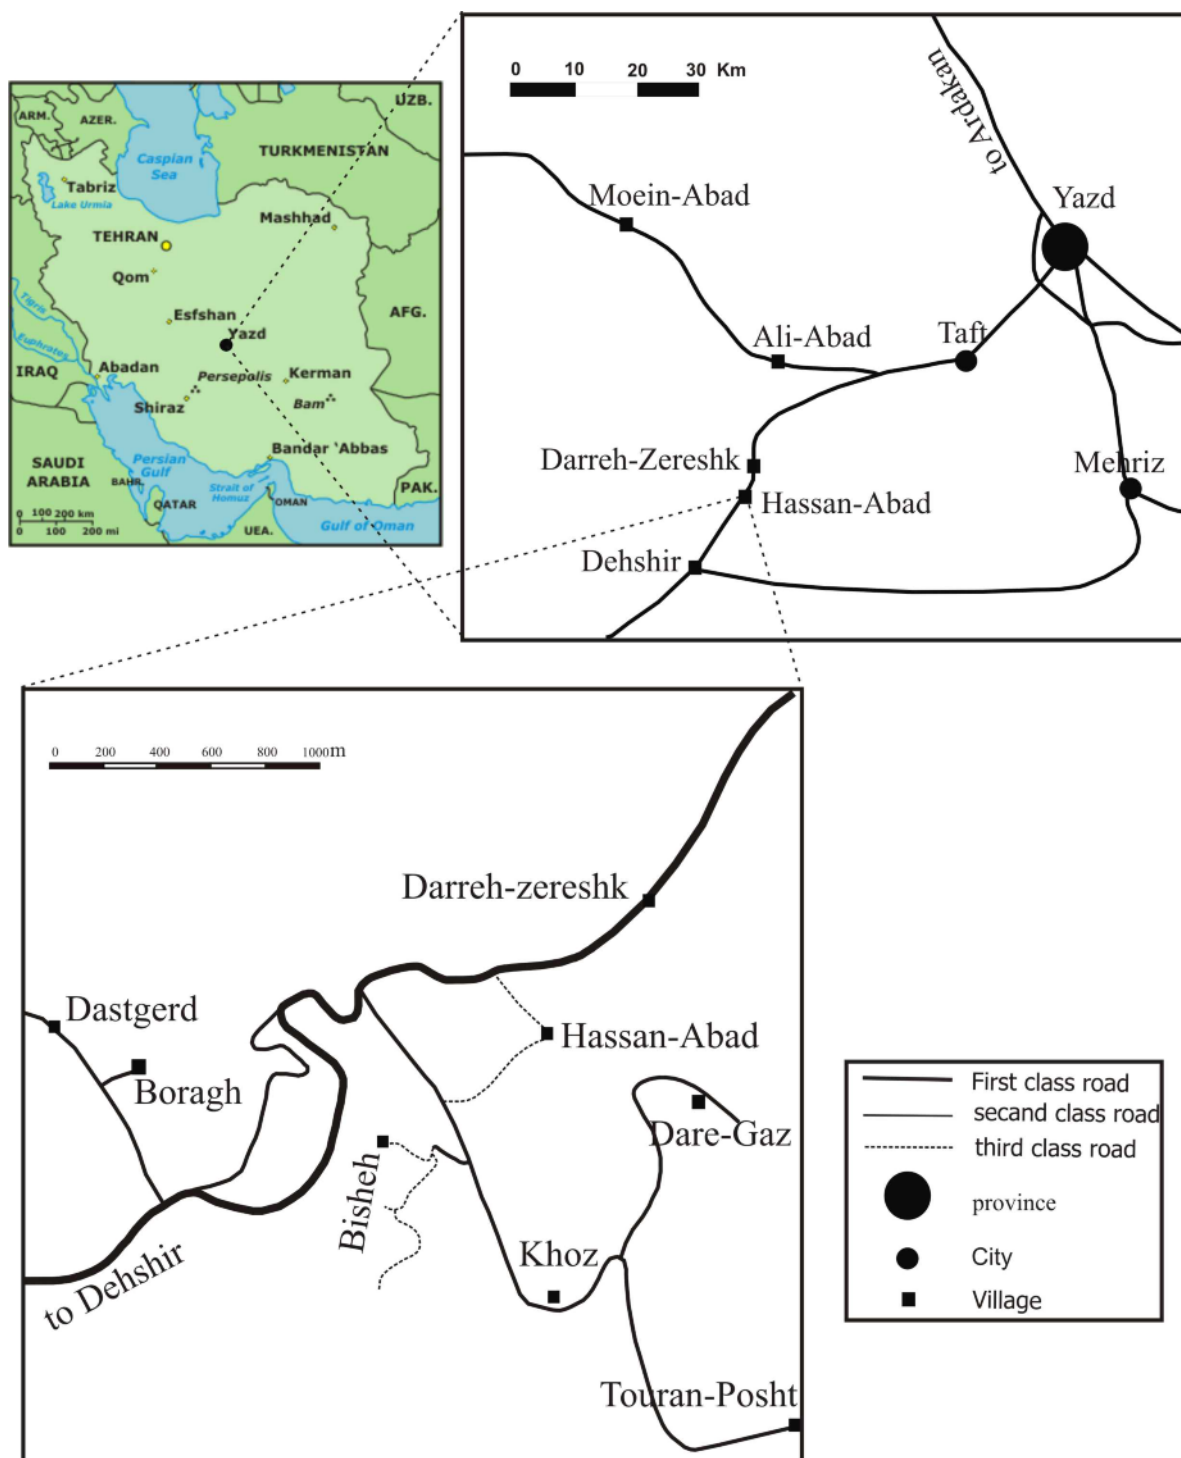 ARM.
AZER.
UZB.
Caspian
Sea
TURKMENISTAN
Tabriz
Lake Urmia
Mashhad
TEHRAN
Qom
Tigris
Esfshan
AFG.
Euphrates
Yazd
IRAQ
Abadan
Persepolis
Kerman
Shiraz
Bam
Bandar 'Abbas
SAUDI
ARABIA
Persian
Gulf
BAHR.
Strait of
Homuz
PAK.
QATAR
OMAN
0 100 200 km
0 100 200 mi
UEA.
Gulf of Oman
0 10 20 30 Km
to Ardakan
Yazd
Moein-Abad
Ali-Abad
Taft
Darreh-Zereshk
Mehriz
Hassan-Abad
Dehshir
0 200 400 600 800 1000m
Darreh-zereshk
Dastgerd
Hassan-Abad
Boragh
Dare-Gaz
Bisheh
Khoz
to Dehshir
Touran-Posht
First class road
second class road
third class road
province
City
Village